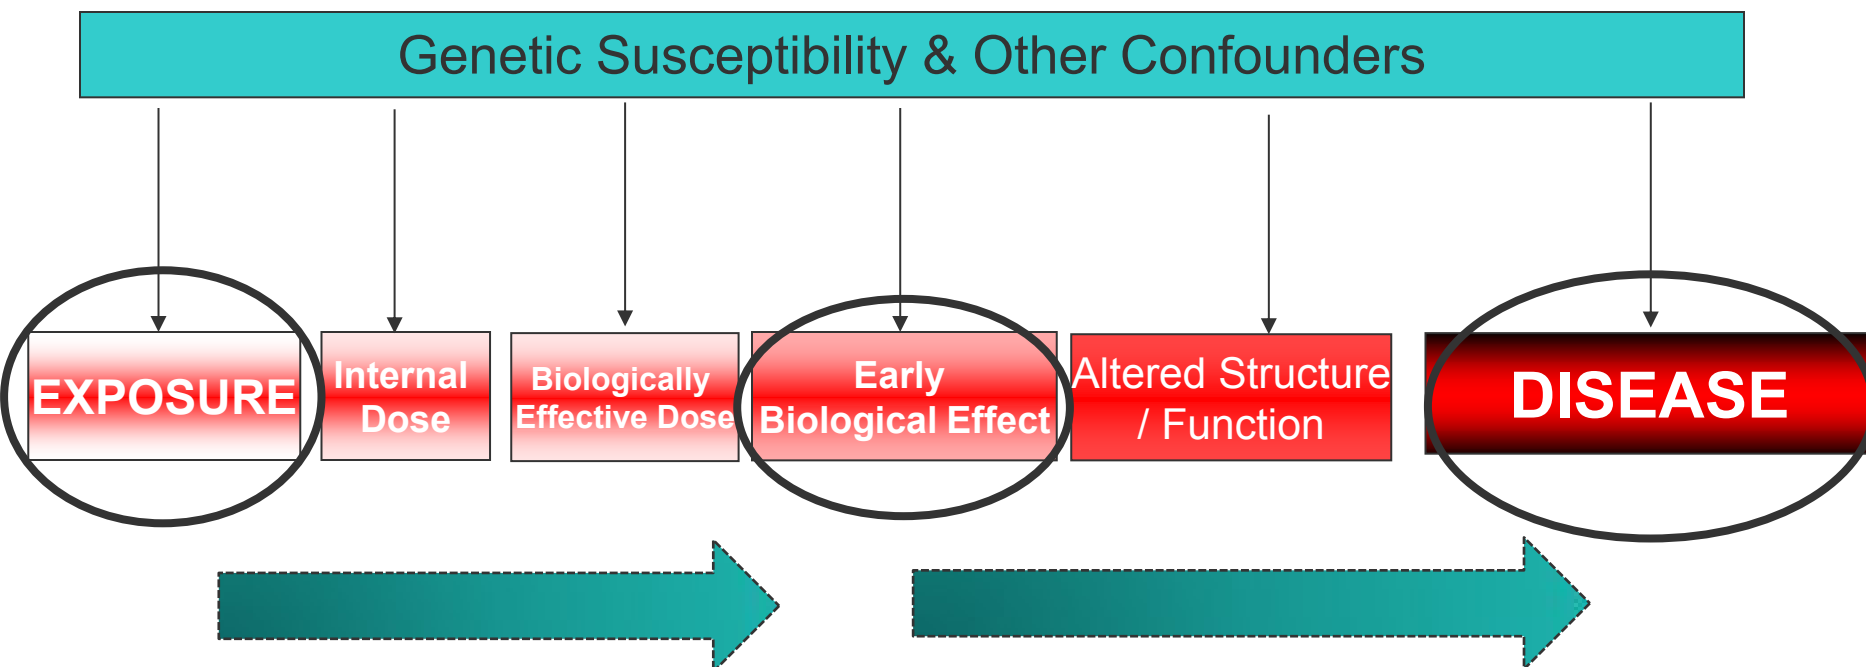 Genetic Susceptibility & Other Confounders
EXPOSURE
Internal
Dose
Biologically
Effective Dose
Early
Biological Effect
Altered Structure
/ Function
DISEASE